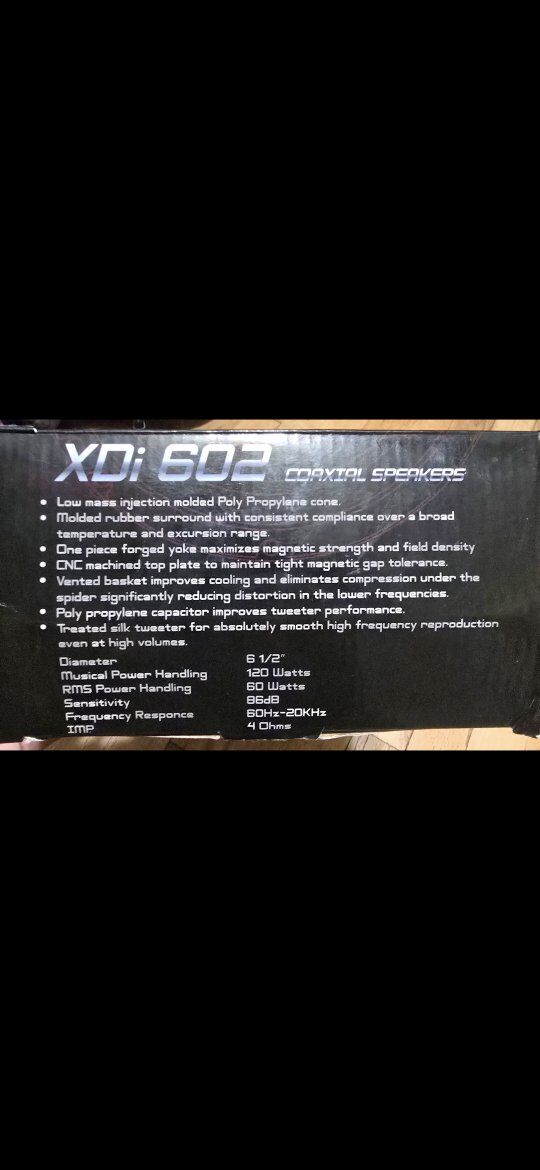 XDi 602 COAXIAL SPEAKERS
• Low mass injection molded Poly Propylene cone.
• Molded rubber surround with consistent compliance over a broad
temperature and excursion range.
• One piece forged yoke maximizes magnetic strength and field density
• CNC machined top plate to maintain tight magnetic gap tolerance.
• Vented basket improves cooling and eliminates compression under the
spider significantly reducing distortion in the lower frequencies.
• Poly propylene capacitor improves tweeter performance.
• Treated silk tweeter for absolutely smooth high frequency reproduction
even at high volumes.
Diameter 6 1/2"
Musical Power Handling 120 Watts
RMS Power Handling 60 Watts
Sensitivity 86dB
Frequency Responce 60Hz-20KHz
IMP 4 Ohms